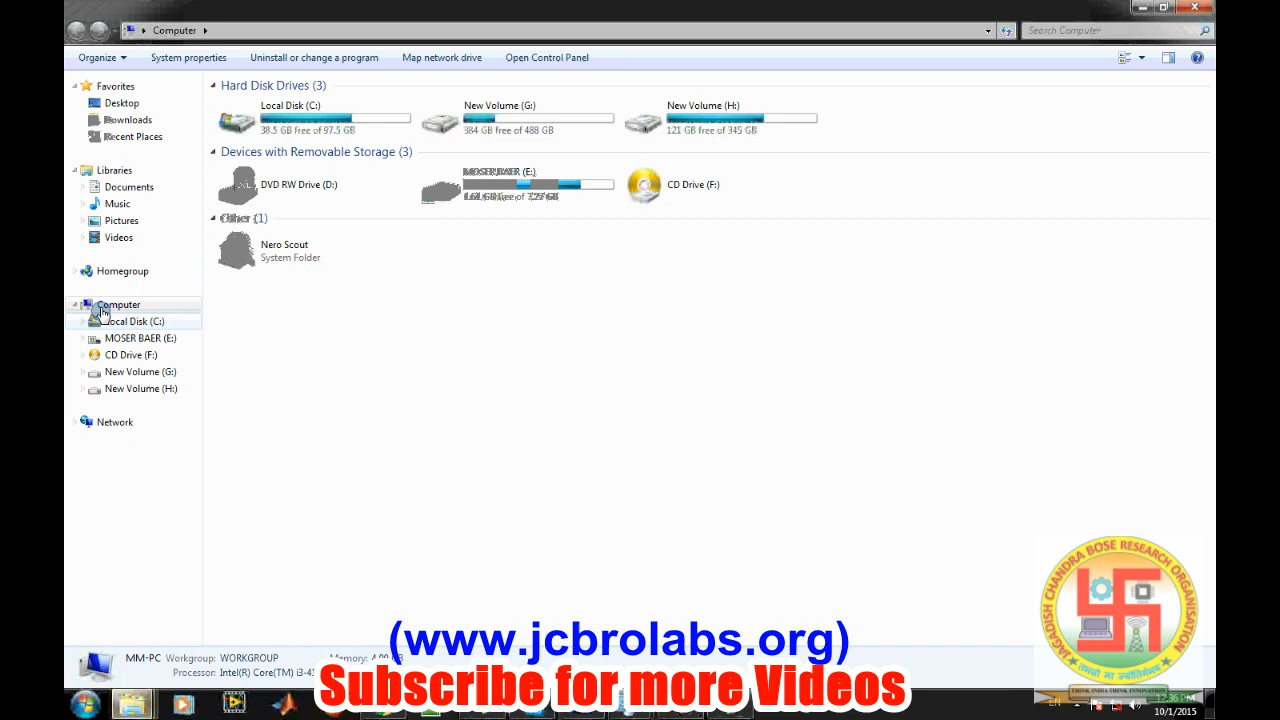 Computer
Search Computer
Organize
System properties
Uninstall or change a program
Map network drive
Open Control Panel
Favorites
Desktop
Downloads
Recent Places
Libraries
Documents
Music
Pictures
Videos
Homegroup
Computer
Local Disk (C:)
MOSER BAER (E:)
CD Drive (F:)
New Volume (G:)
New Volume (H:)
Network
Hard Disk Drives (3)
Local Disk (C:)
38.5 GB free of 97.5 GB
New Volume (G:)
384 GB free of 488 GB
New Volume (H:)
121 GB free of 345 GB
Devices with Removable Storage (3)
DVD RW Drive (D:)
MOSER BAER (E:)
CD Drive (F:)
Other (1)
Nero Scout
System Folder
MM-PC Workgroup: WORKGROUP Memory:
Processor: Intel(R) Core(TM)
(www.jcbrolabs.org)
Subscribe for more Videos
JAGADISH CHANDRA BOSE RESEARCH ORGANISATION
THINK INDIA THINK INNOVATION
EN
12:36 PM
10/1/2015